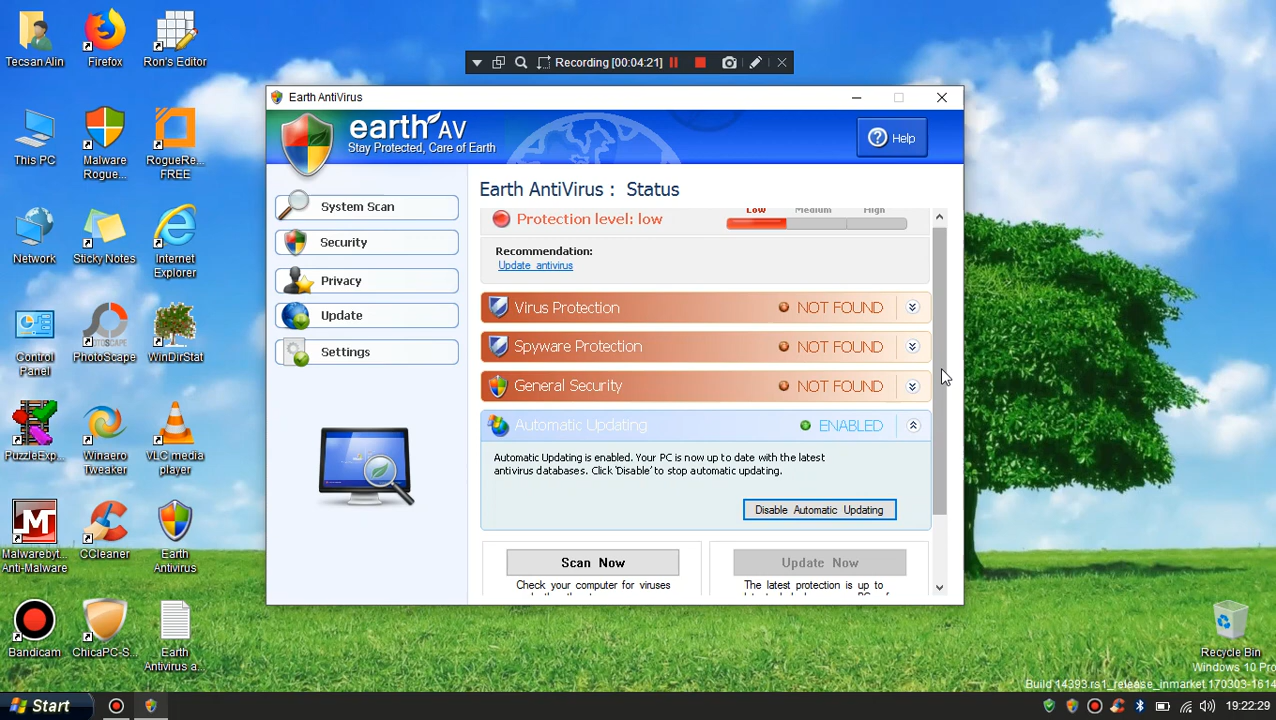 Tecsan Alin
Firefox
Ron's Editor
This PC
Malware
Rogue...
RogueRe...
FREE
Network
Sticky Notes
Internet
Explorer
Control
Panel
PhotoScape
WinDirStat
PuzzleExp...
Winaero
Tweaker
VLC media
player
Malwarebyt...
Anti-Malware
CCleaner
Earth
Antivirus
Bandicam
ChicaPC-S...
Earth
Antivirus a...
Recording [00:04:21]
Earth AntiVirus
earth AV
Stay Protected, Care of Earth
Help
System Scan
Security
Privacy
Update
Settings
Earth AntiVirus : Status
Protection level: low
Low Medium High
Recommendation:
Update antivirus
Virus Protection NOT FOUND
Spyware Protection NOT FOUND
General Security NOT FOUND
Automatic Updating ENABLED
Automatic Updating is enabled. Your PC is now up to date with the latest
antivirus databases. Click 'Disable' to stop automatic updating.
Disable Automatic Updating
Scan Now
Check your computer for viruses
Update Now
The latest protection is up to
Recycle Bin
Windows 10 Pro
Build 14393.rs1_release_inmarket.170303-1614
Start
19:22:29